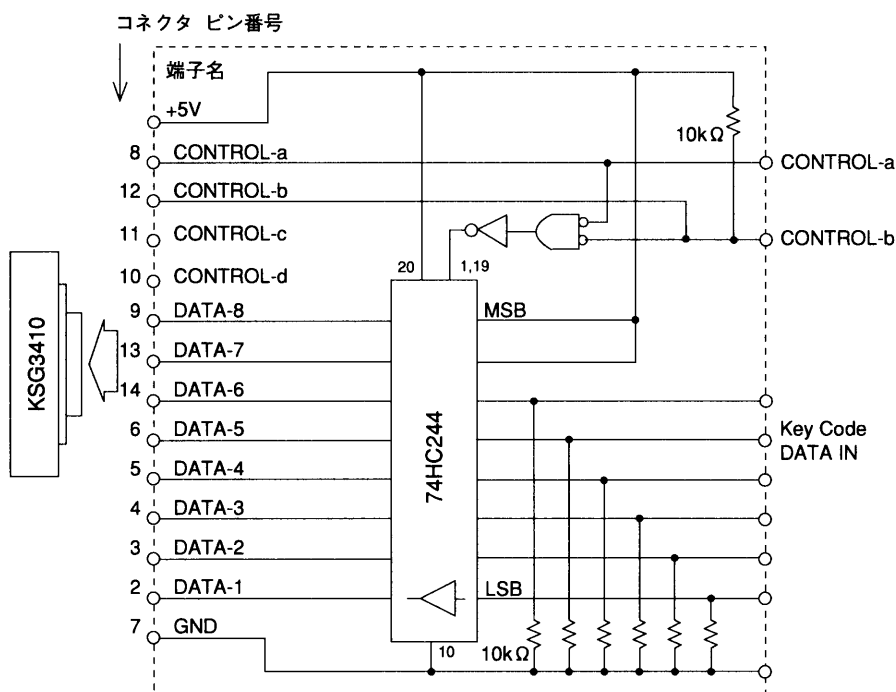 コネクタ ピン番号
端子名
+5V
10kΩ
8 CONTROL-a
CONTROL-a
12 CONTROL-b
CONTROL-b
11 CONTROL-c
10 CONTROL-d
20
1,19
9 DATA-8
MSB
13 DATA-7
14 DATA-6
6 DATA-5
Key Code
DATA IN
5 DATA-4
4 DATA-3
3 DATA-2
2 DATA-1
LSB
7 GND
10
10kΩ
KSG3410
74HC244